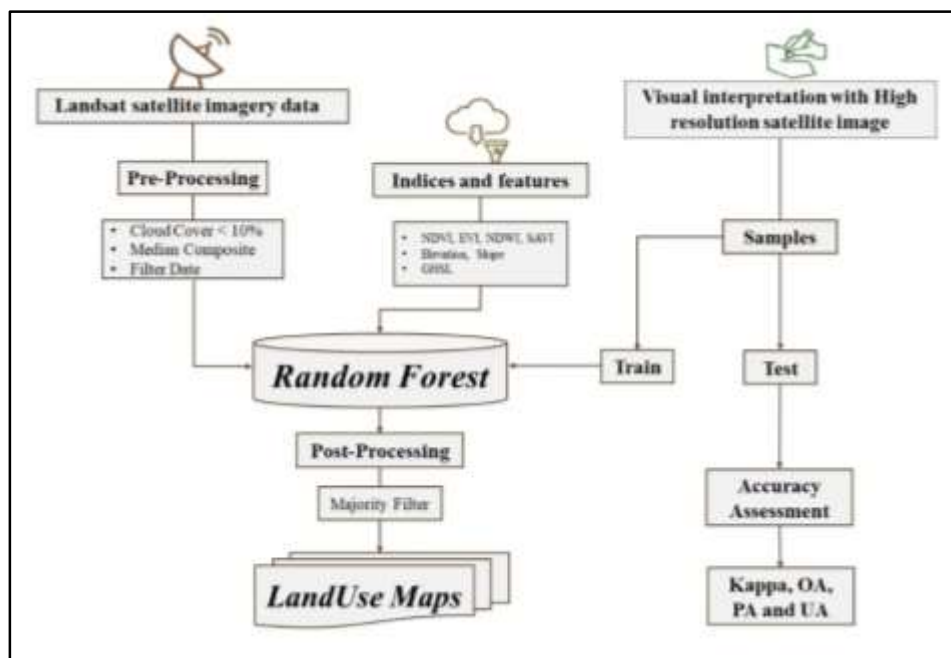 Landsat satellite imagery data
Pre-Processing
• Cloud Cover < 10%
• Median Composite
• Filter Date
Indices and features
• NDVI, EVI, NDWI, SAVI
• Elevation, Slope
• GHSL
Visual interpretation with High
resolution satellite image
Samples
Train
Test
Random Forest
Post-Processing
Majority Filter
LandUse Maps
Accuracy
Assessment
Kappa, OA,
PA and UA